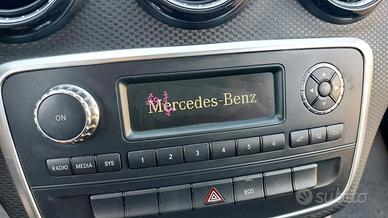 Mercedes-Benz
ON
RADIO MEDIA SYS
1 2 3 4 5 6
ECO
subito